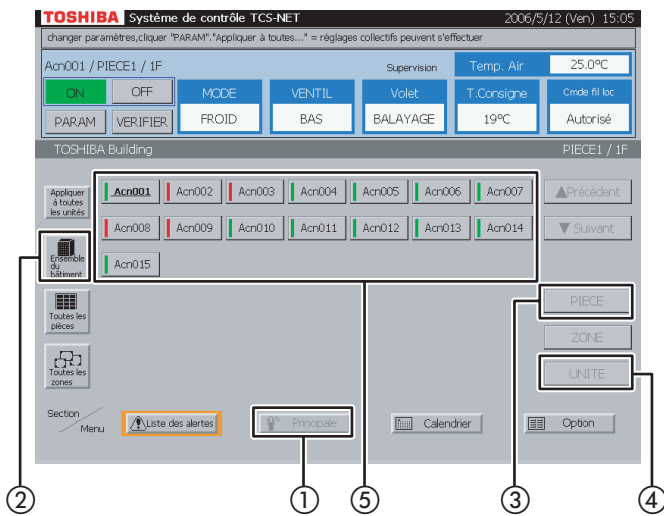 TOSHIBA Système de contrôle TCS-NET 2006/5/12 (Ven) 15:05
changer paramètres,cliquer "PARAM"."Appliquer à toutes..." = réglages collectifs peuvent s'effectuer
Acn001 / PIECE1 / 1F Supervision Temp. Air 25.0°C
ON OFF MODE VENTIL Volet T.Consigne Cmde fil loc
PARAM VERIFIER FROID BAS BALAYAGE 19°C Autorisé
TOSHIBA Building PIECE1 / 1F
Appliquer
à toutes
les unités
Acn001 Acn002 Acn003 Acn004 Acn005 Acn006 Acn007 ▲Précédent
Acn008 Acn009 Acn010 Acn011 Acn012 Acn013 Acn014 ▼ Suivant
② Ensemble
du
bâtiment
Acn015
Toutes les
pièces
PIECE
ZONE
Toutes les
zones
UNITE
Section
Menu
Liste des alertes Principale Calendrier Option
② ① ⑤ ③ ④